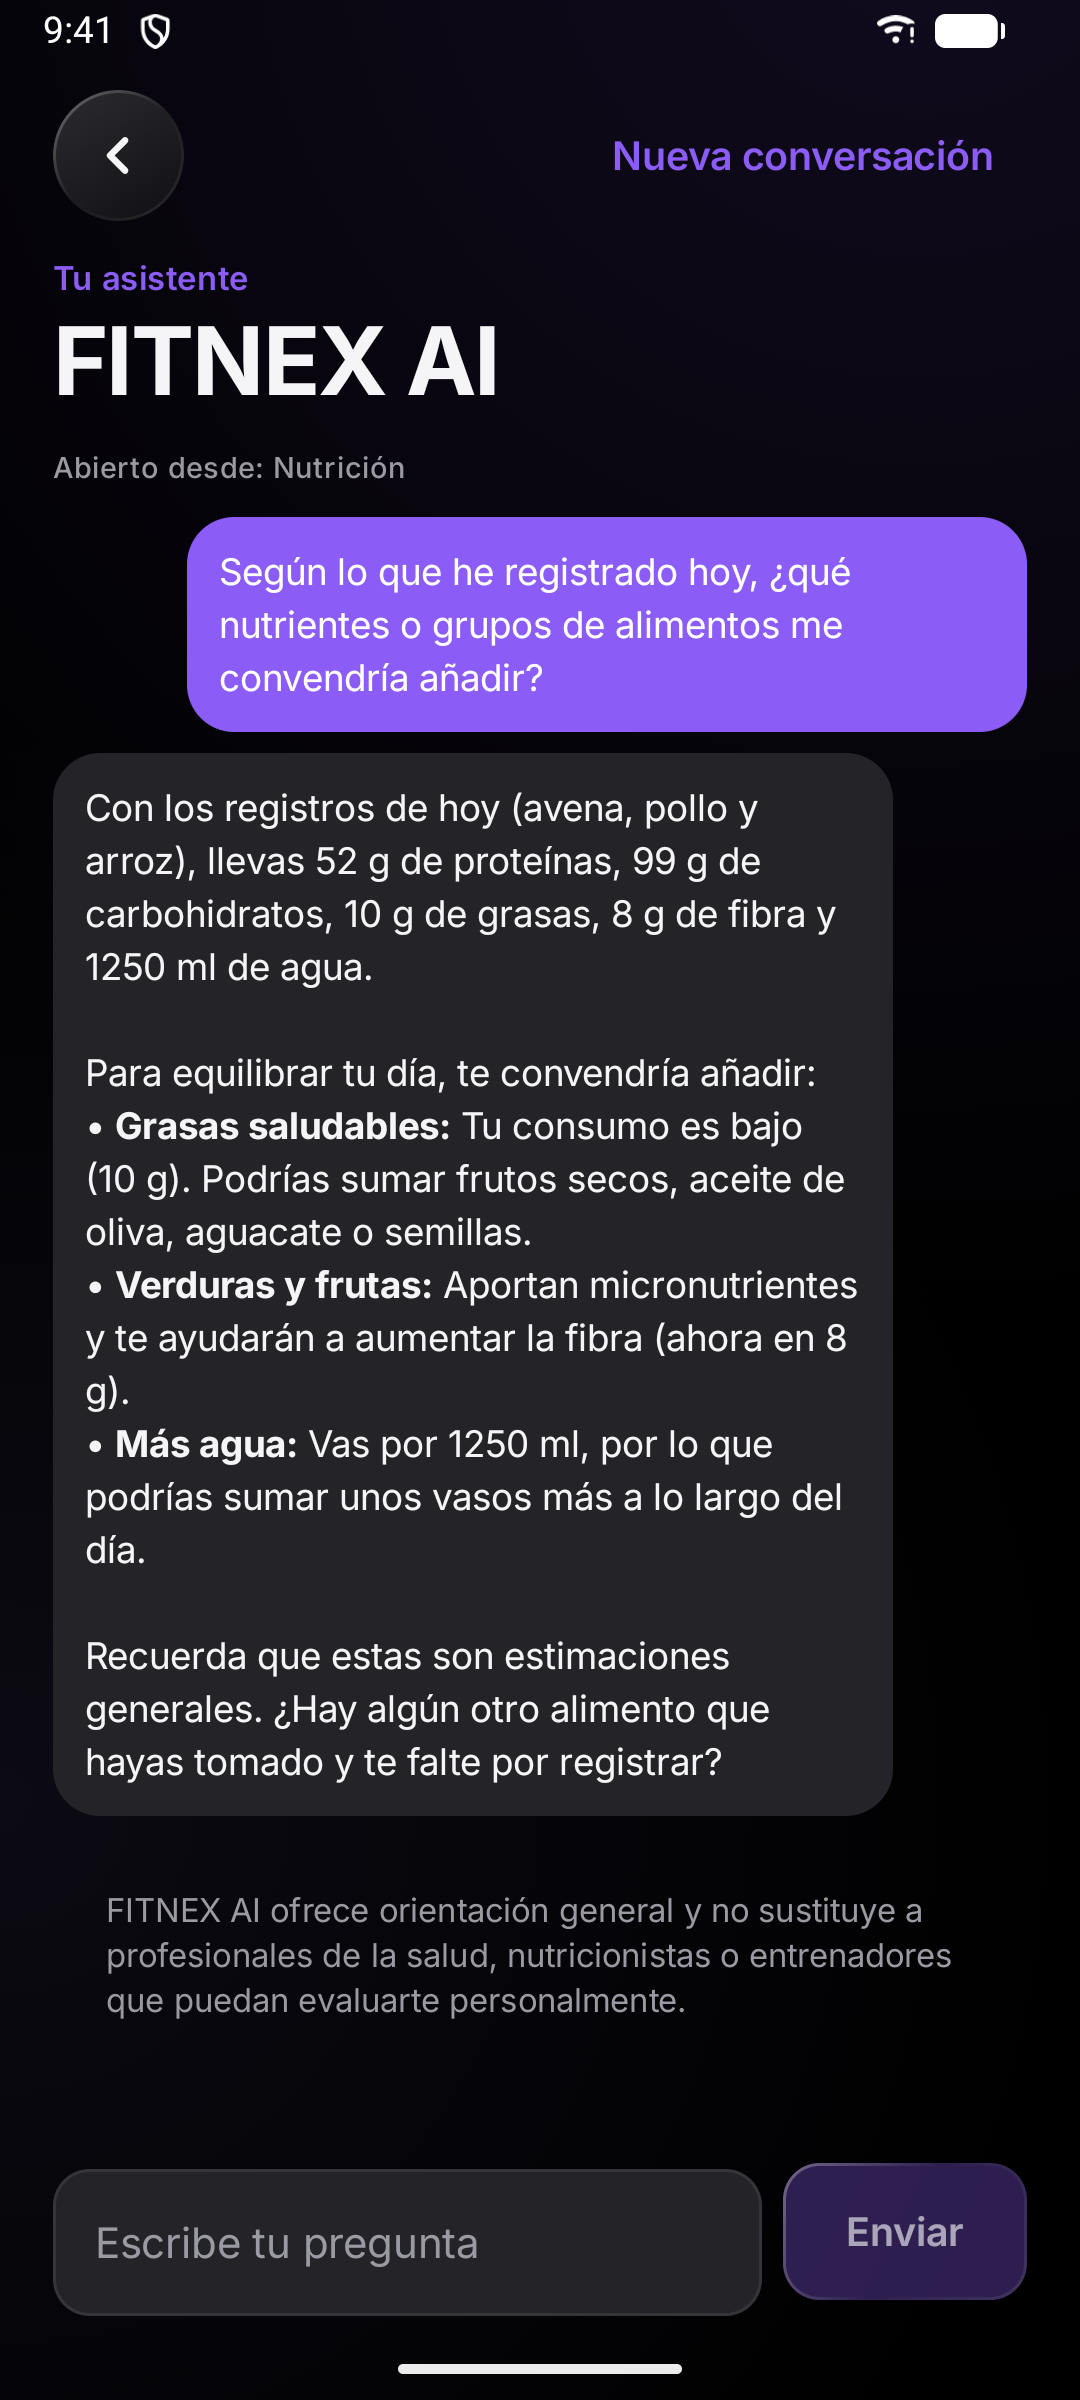 9:41
Nueva conversación
Tu asistente
FITNEX AI
Abierto desde: Nutrición
Según lo que he registrado hoy, ¿qué
nutrientes o grupos de alimentos me
convendría añadir?
Con los registros de hoy (avena, pollo y
arroz), llevas 52 g de proteínas, 99 g de
carbohidratos, 10 g de grasas, 8 g de fibra y
1250 ml de agua.
Para equilibrar tu día, te convendría añadir:
• Grasas saludables: Tu consumo es bajo
(10 g). Podrías sumar frutos secos, aceite de
oliva, aguacate o semillas.
• Verduras y frutas: Aportan micronutrientes
y te ayudarán a aumentar la fibra (ahora en 8
g).
• Más agua: Vas por 1250 ml, por lo que
podrías sumar unos vasos más a lo largo del
día.
Recuerda que estas son estimaciones
generales. ¿Hay algún otro alimento que
hayas tomado y te falte por registrar?
FITNEX AI ofrece orientación general y no sustituye a
profesionales de la salud, nutricionistas o entrenadores
que puedan evaluarte personalmente.
Escribe tu pregunta
Enviar